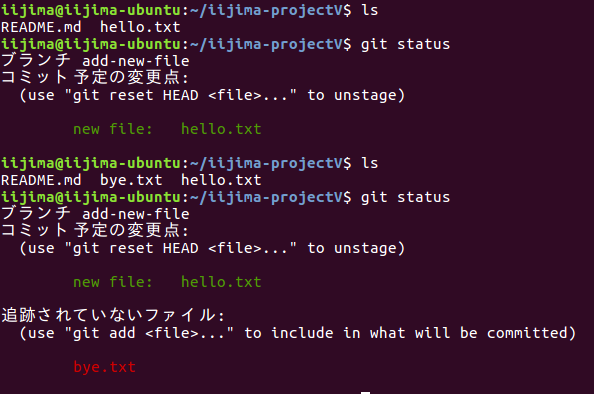 iijima@iijima-ubuntu:~/iijima-projectV$ ls
README.md  hello.txt
iijima@iijima-ubuntu:~/iijima-projectV$ git status
ブランチ add-new-file
コミット予定の変更点:
  (use "git reset HEAD <file>..." to unstage)
        new file:   hello.txt
iijima@iijima-ubuntu:~/iijima-projectV$ ls
README.md  bye.txt  hello.txt
iijima@iijima-ubuntu:~/iijima-projectV$ git status
ブランチ add-new-file
コミット予定の変更点:
  (use "git reset HEAD <file>..." to unstage)
        new file:   hello.txt
追跡されていないファイル:
  (use "git add <file>..." to include in what will be committed)
        bye.txt